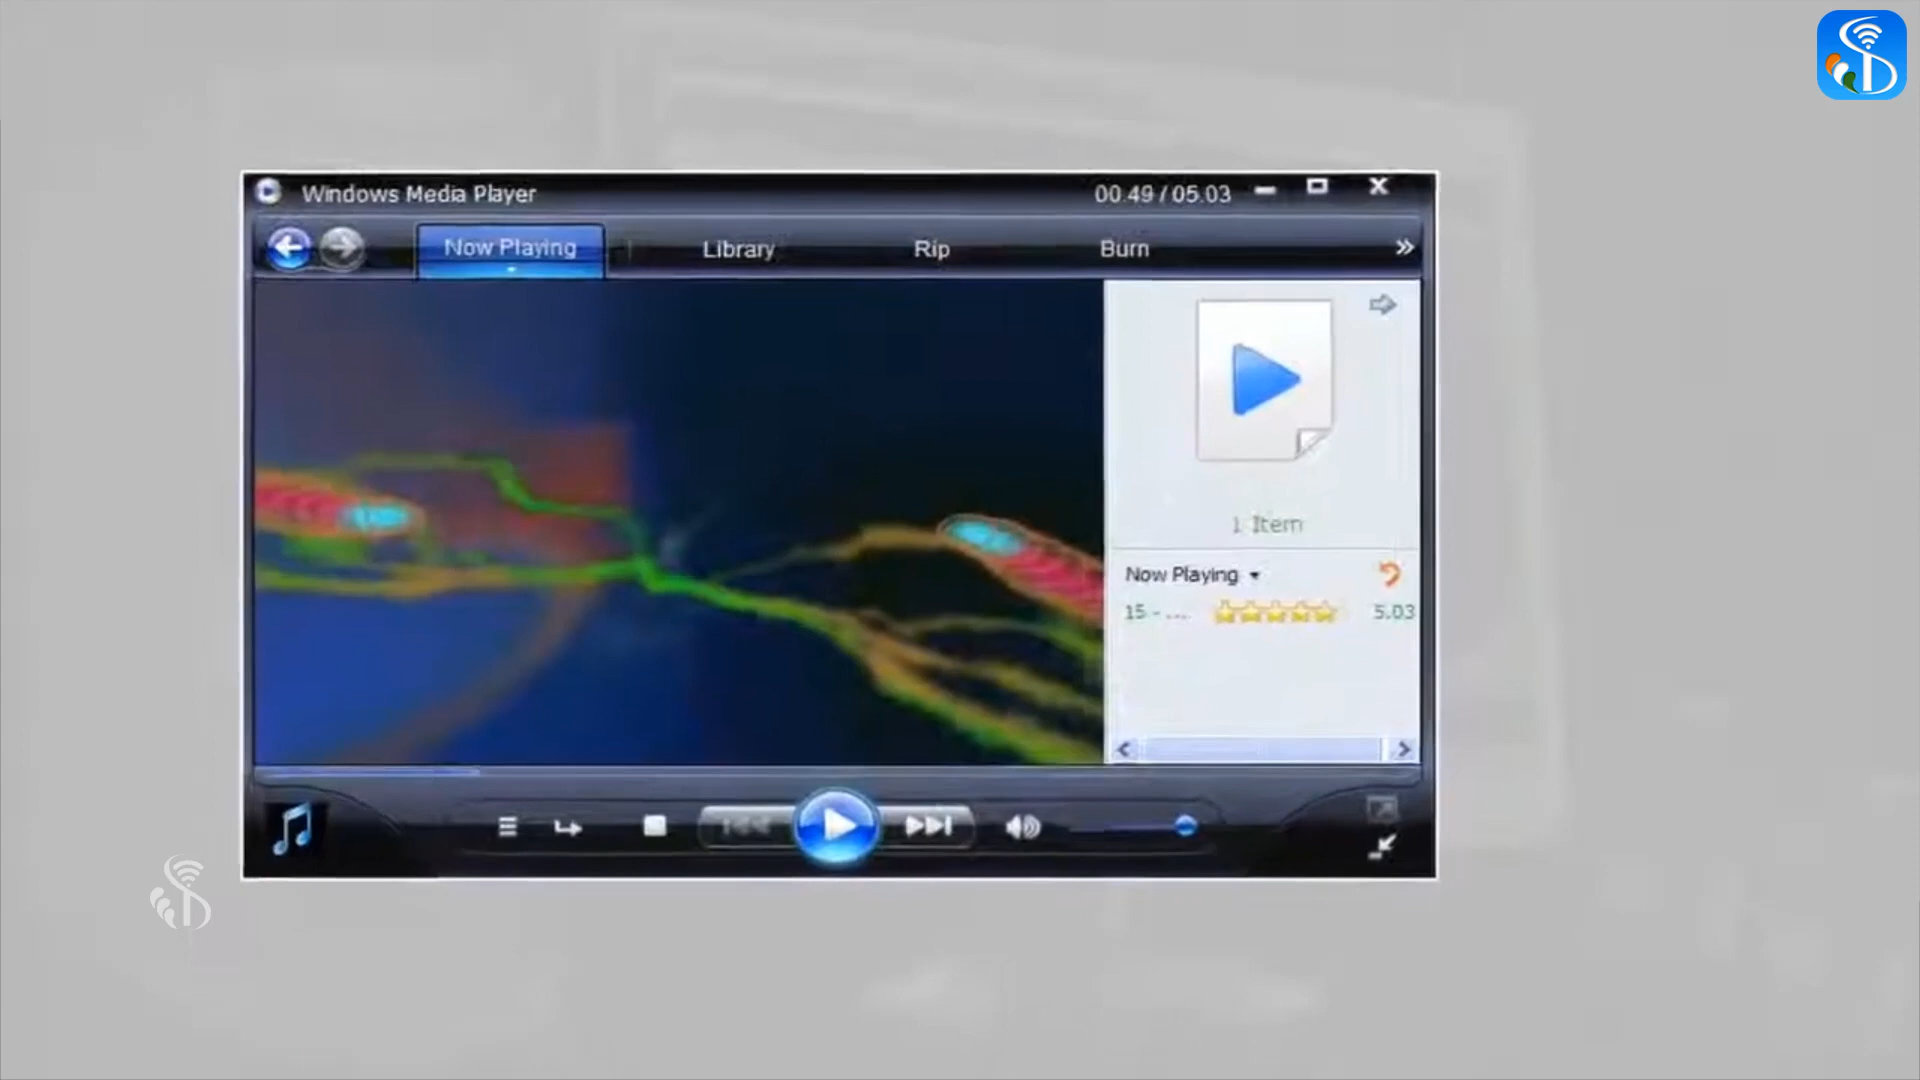 Windows Media Player 00.49 / 05.03
Now Playing Library Rip Burn
1 Item
Now Playing
15 - ... 5.03